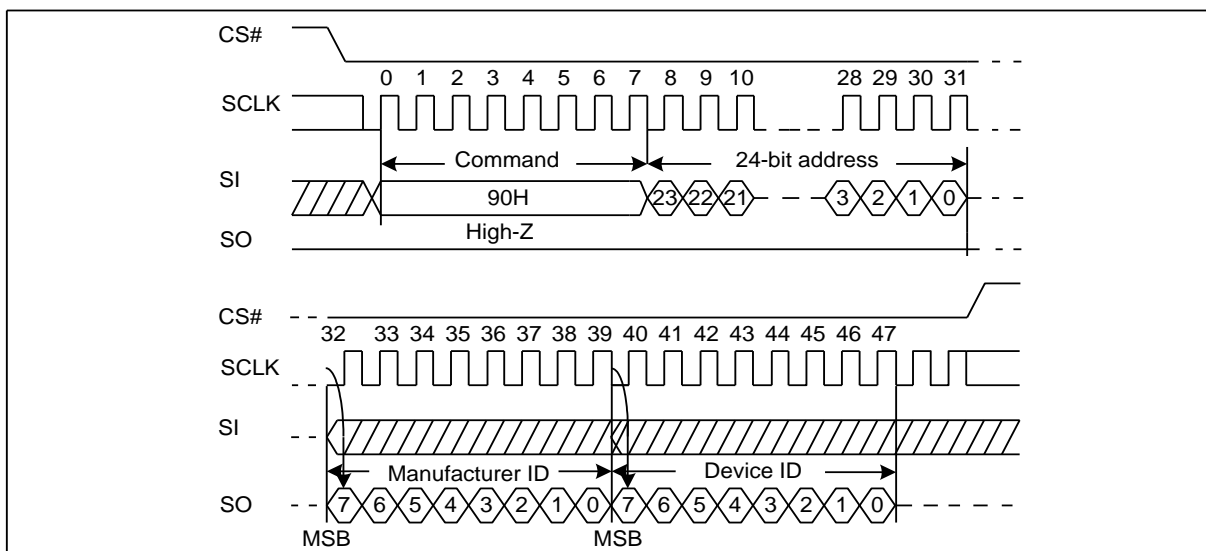 CS#
0 1 2 3 4 5 6 7 8 9 10 28 29 30 31
SCLK
Command 24-bit address
SI
90H 23 22 21 3 2 1 0
High-Z
SO
CS#
32 33 34 35 36 37 38 39 40 41 42 43 44 45 46 47
SCLK
SI
Manufacturer ID Device ID
SO 7 6 5 4 3 2 1 0 7 6 5 4 3 2 1 0
MSB MSB